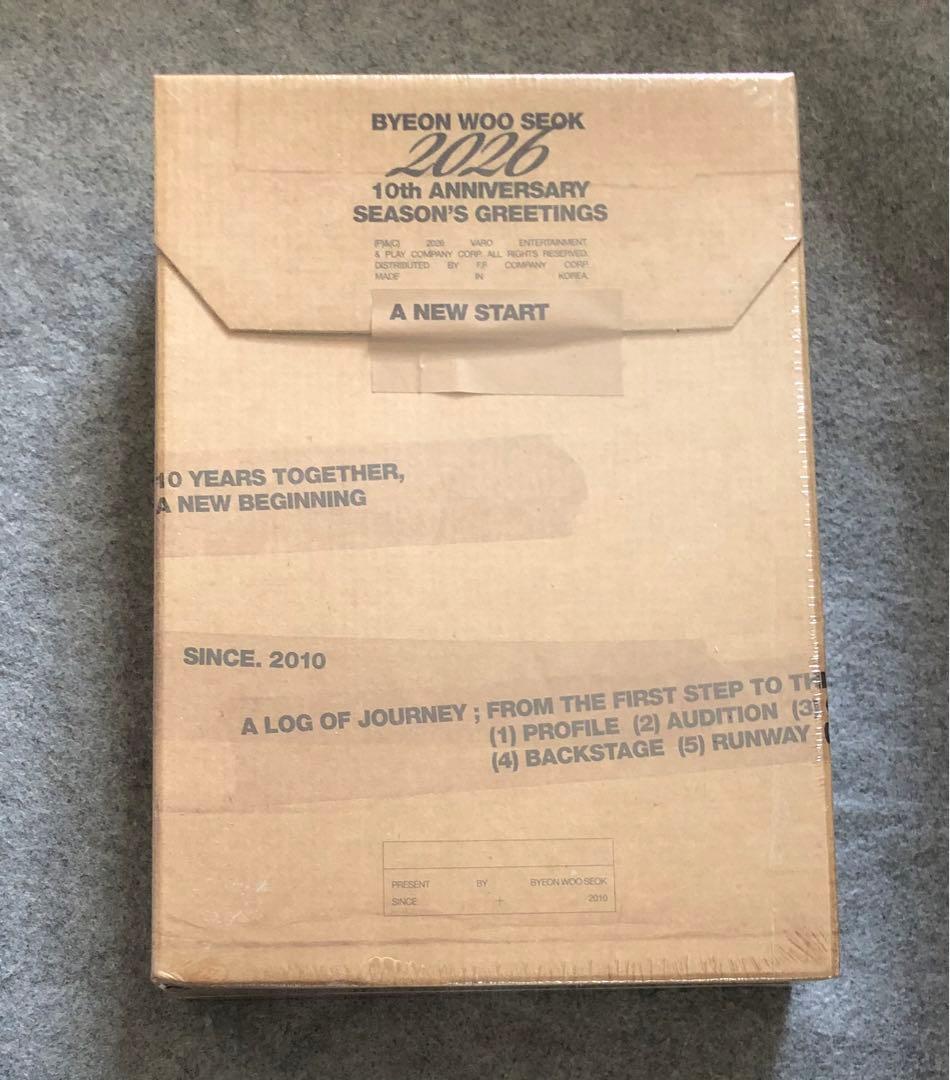 BYEON WOO SEOK
2026
10th ANNIVERSARY
SEASON'S GREETINGS
(P)&(C) 2026 VARO ENTERTAINMENT
& PLAY COMPANY CORP. ALL RIGHTS RESERVED.
DISTRIBUTED BY F.F COMPANY CORP.
MADE IN KOREA.
A NEW START
10 YEARS TOGETHER,
A NEW BEGINNING
SINCE. 2010
A LOG OF JOURNEY ; FROM THE FIRST STEP TO TH
(1) PROFILE (2) AUDITION (3)
(4) BACKSTAGE (5) RUNWAY
PRESENT BY BYEON WOO SEOK
SINCE + 2010